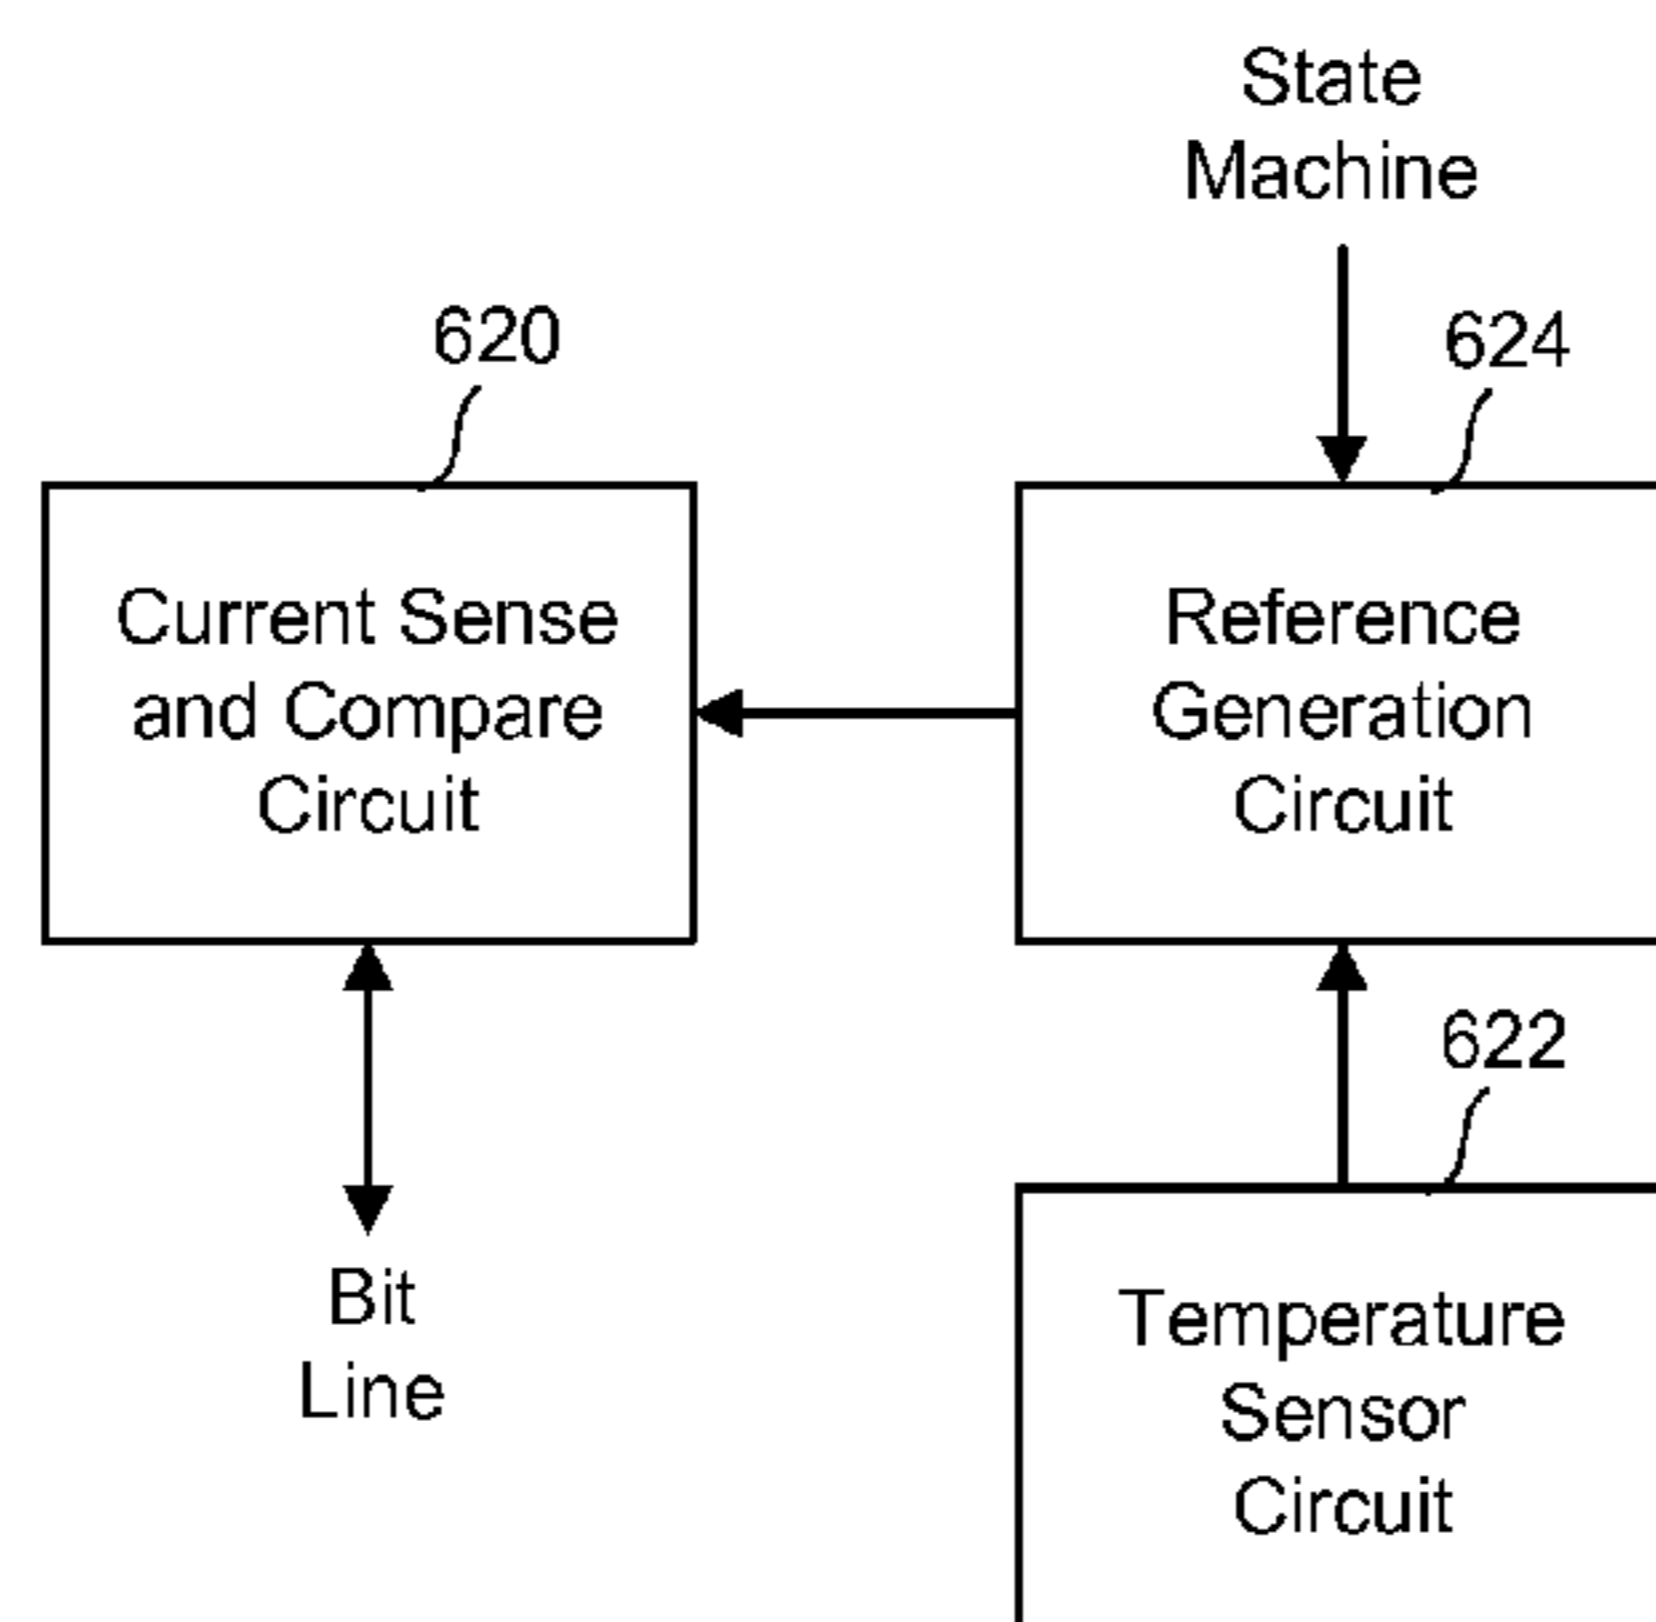 State
Machine
620
624
Current Sense
and Compare
Circuit
Reference
Generation
Circuit
622
Bit
Line
Temperature
Sensor
Circuit